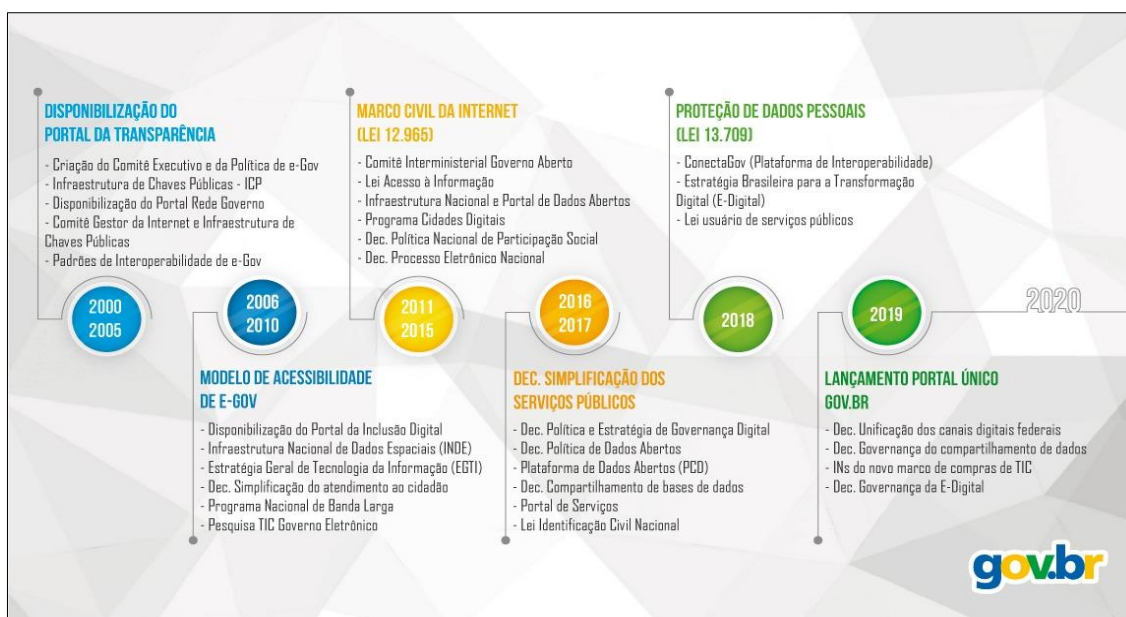 DISPONIBILIZAÇÃO DO
PORTAL DA TRANSPARÊNCIA
- Criação do Comitê Executivo e da Política de e-Gov
- Infraestrutura de Chaves Públicas - ICP
- Disponibilização do Portal Rede Governo
- Comitê Gestor da Internet e Infraestrutura de
Chaves Públicas
- Padrões de Interoperabilidade de e-Gov
2000
2005
2006
2010
MODELO DE ACESSIBILIDADE
DE E-GOV
- Disponibilização do Portal da Inclusão Digital
- Infraestrutura Nacional de Dados Espaciais (INDE)
- Estratégia Geral de Tecnologia da Informação (EGTI)
- Dec. Simplificação do atendimento ao cidadão
- Programa Nacional de Banda Larga
- Pesquisa TIC Governo Eletrônico
MARCO CIVIL DA INTERNET
(LEI 12.965)
- Comitê Interministerial Governo Aberto
- Lei Acesso à Informação
- Infraestrutura Nacional e Portal de Dados Abertos
- Programa Cidades Digitais
- Dec. Política Nacional de Participação Social
- Dec. Processo Eletrônico Nacional
2011
2015
2016
2017
DEC. SIMPLIFICAÇÃO DOS
SERVIÇOS PÚBLICOS
- Dec. Política e Estratégia de Governança Digital
- Dec. Política de Dados Abertos
- Plataforma de Dados Abertos (PCD)
- Dec. Compartilhamento de bases de dados
- Portal de Serviços
- Lei Identificação Civil Nacional
PROTEÇÃO DE DADOS PESSOAIS
(LEI 13.709)
- ConectaGov (Plataforma de Interoperabilidade)
- Estratégia Brasileira para a Transformação
Digital (E-Digital)
- Lei usuário de serviços públicos
2018
2019
LANÇAMENTO PORTAL ÚNICO
GOV.BR
- Dec. Unificação dos canais digitais federais
- Dec. Governança do compartilhamento de dados
- INs do novo marco de compras de TIC
- Dec. Governança da E-Digital
2020
gov.br